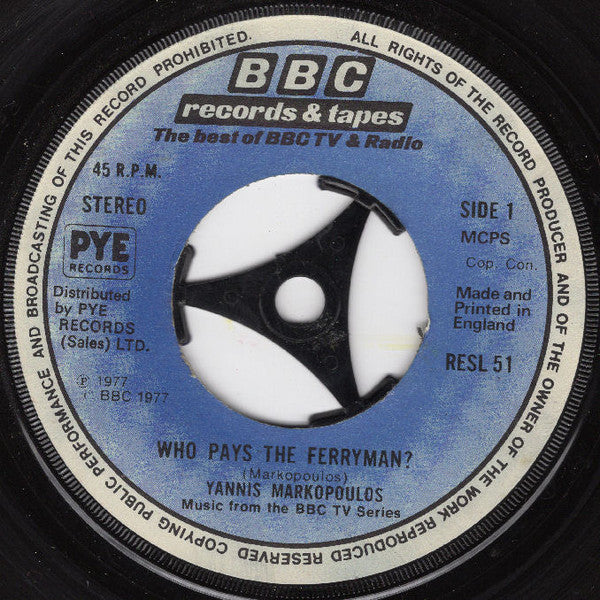 ALL RIGHTS OF THE RECORD PRODUCER AND OF THE OWNER OF THE WORK REPRODUCED RESERVED COPYING PUBLIC PERFORMANCE AND BROADCASTING OF THIS RECORD PROHIBITED.
BBC
records & tapes
The best of BBC TV & Radio
45 R.P.M.
STEREO
PYE
RECORDS
Distributed
by PYE
RECORDS
(Sales) LTD.
℗ 1977
BBC 1977
SIDE 1
MCPS
Cop. Con.
Made and
Printed in
England
RESL 51
WHO PAYS THE FERRYMAN?
(Markopoulos)
YANNIS MARKOPOULOS
Music from the BBC TV Series